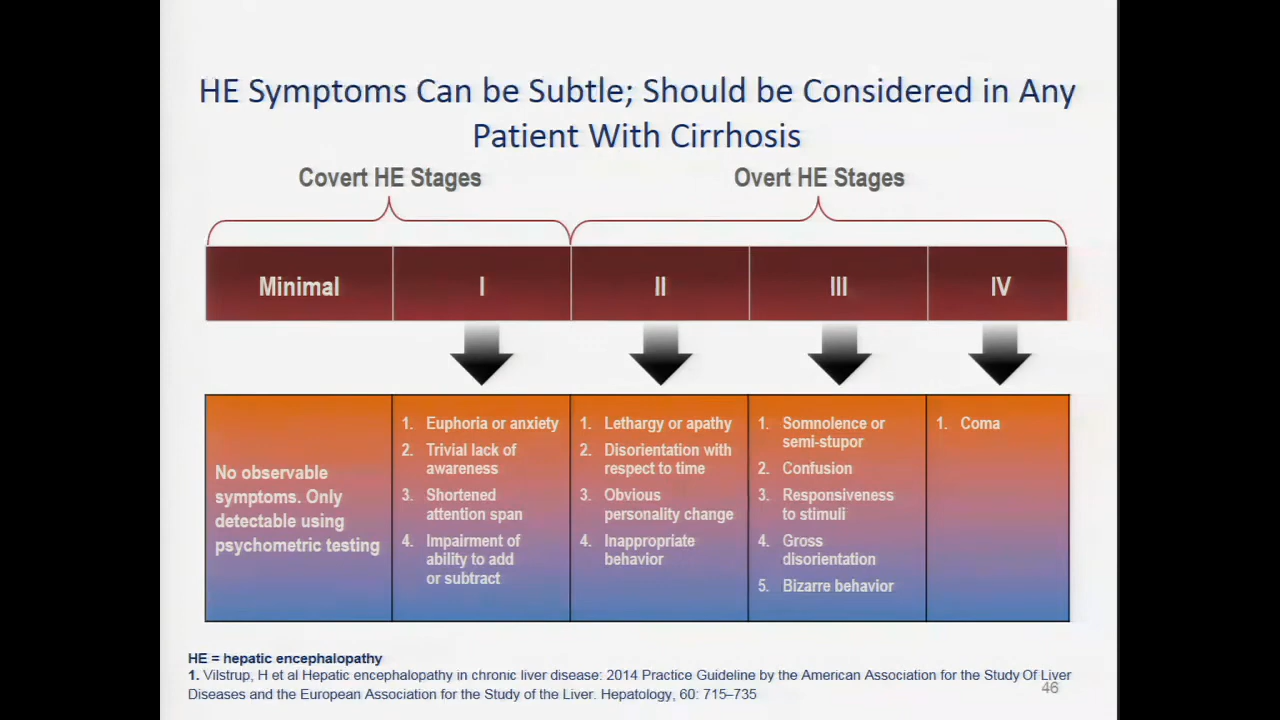 HE Symptoms Can be Subtle; Should be Considered in Any
Patient With Cirrhosis
Covert HE Stages
Overt HE Stages
Minimal
I
II
III
IV
No observable
symptoms. Only
detectable using
psychometric testing
1. Euphoria or anxiety
2. Trivial lack of
awareness
3. Shortened
attention span
4. Impairment of
ability to add
or subtract
1. Lethargy or apathy
2. Disorientation with
respect to time
3. Obvious
personality change
4. Inappropriate
behavior
1. Somnolence or
semi-stupor
2. Confusion
3. Responsiveness
to stimuli
4. Gross
disorientation
5. Bizarre behavior
1. Coma
HE = hepatic encephalopathy
1. Vilstrup, H et al Hepatic encephalopathy in chronic liver disease: 2014 Practice Guideline by the American Association for the Study Of Liver
Diseases and the European Association for the Study of the Liver. Hepatology, 60: 715–735
46